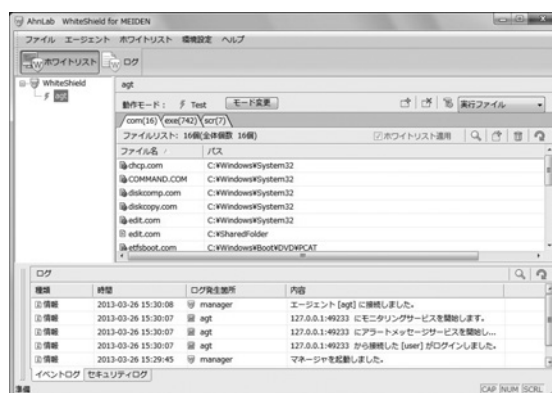 AhnLab WhiteShield for MEIDEN
ファイル エージェント ホワイトリスト 環境設定 ヘルプ
ホワイトリスト ログ
WhiteShield
agt
agt
動作モード： Test モード変更 実行ファイル
com(16) exe(742) scr(7)
ファイルリスト: 16個(全体個数 16個) ホワイトリスト適用
ファイル名 パス
chcp.com C:¥Windows¥System32
COMMAND.COM C:¥Windows¥System32
diskcomp.com C:¥Windows¥System32
diskcopy.com C:¥Windows¥System32
edit.com C:¥Windows¥System32
edit.com C:¥SharedFolder
etfsboot.com C:¥Windows¥Boot¥DVD¥PCAT
ログ
種類 時間 ログ発生箇所 内容
情報 2013-03-26 15:30:08 manager エージェント [agt] に接続しました。
情報 2013-03-26 15:30:07 agt 127.0.0.1:49233 にモニタリングサービスを開始します。
情報 2013-03-26 15:30:07 agt 127.0.0.1:49233 にアラートメッセージサービスを開始し...
情報 2013-03-26 15:30:07 agt 127.0.0.1:49233 から接続した [user] がログインしました。
情報 2013-03-26 15:29:45 manager マネージャを起動しました。
イベントログ セキュリティログ
準備 CAP NUM SCRL